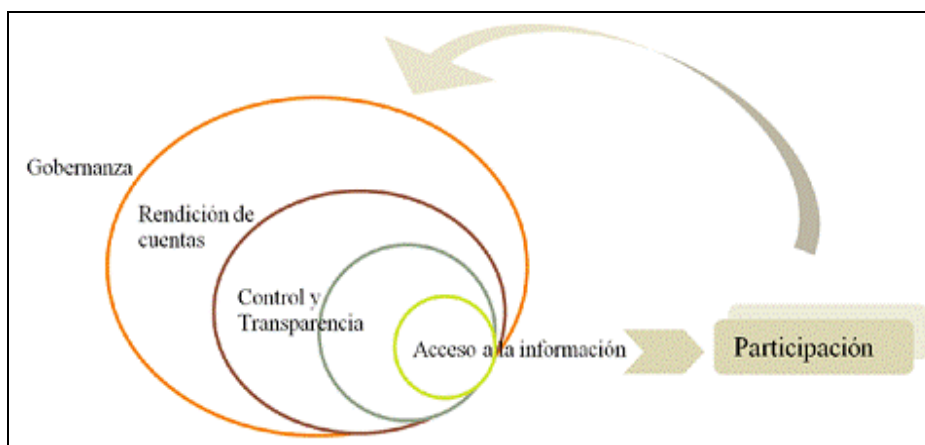 Gobernanza
Rendición de
cuentas
Control y
Transparencia
Acceso a la información
Participación